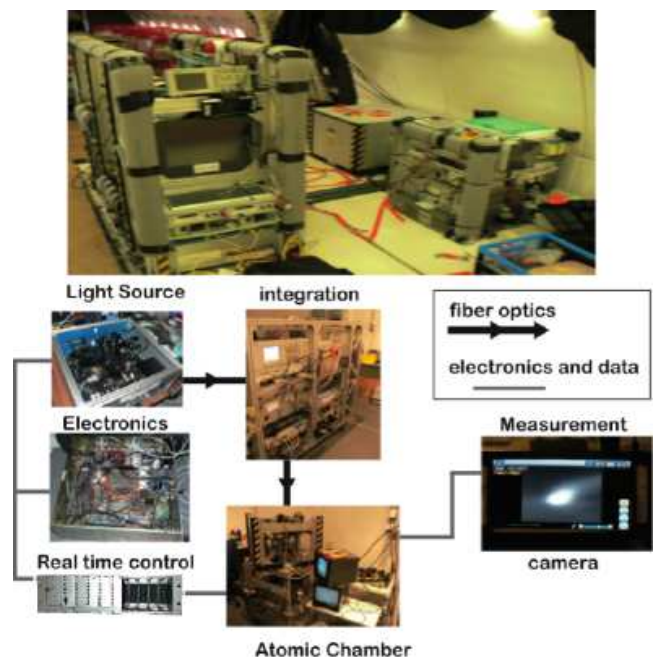 Light Source
integration
fiber optics
electronics and data
Electronics
Measurement
Real time control
camera
Atomic Chamber